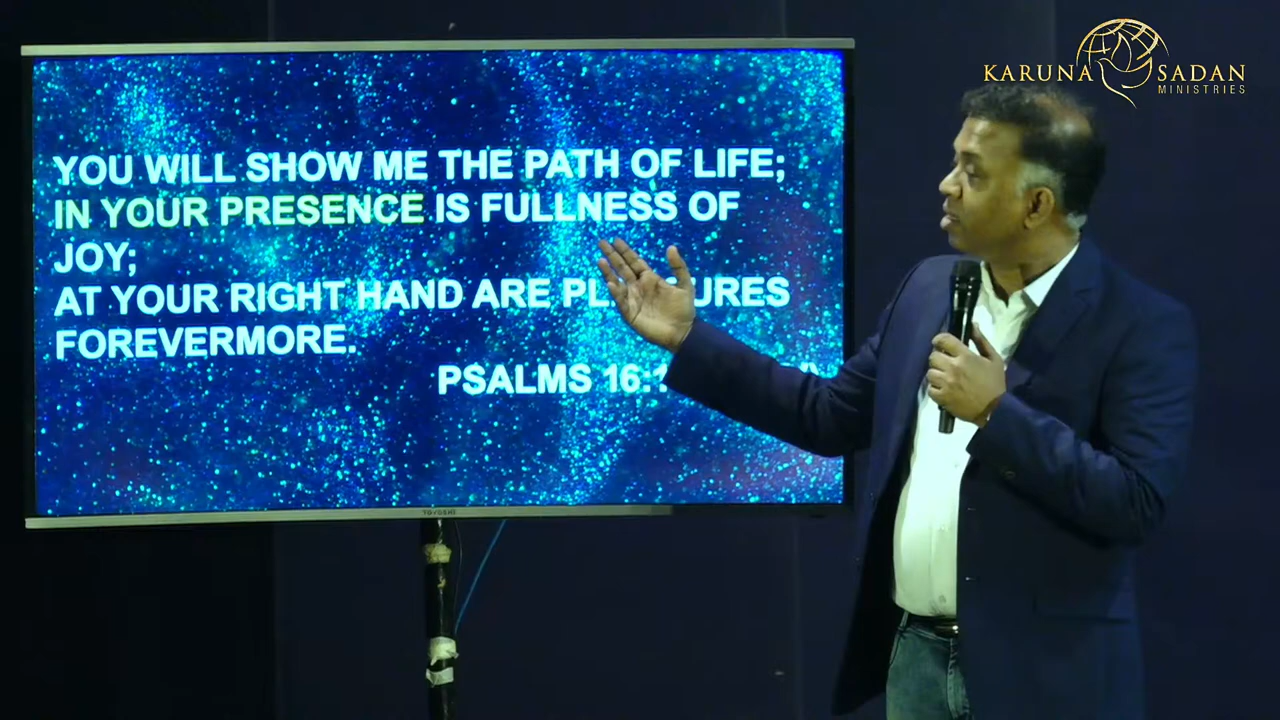 KARUNA SADAN
MINISTRIES
YOU WILL SHOW ME THE PATH OF LIFE;
IN YOUR PRESENCE IS FULLNESS OF
JOY;
AT YOUR RIGHT HAND ARE
FOREVERMORE.
PSALMS
TOYOSHI